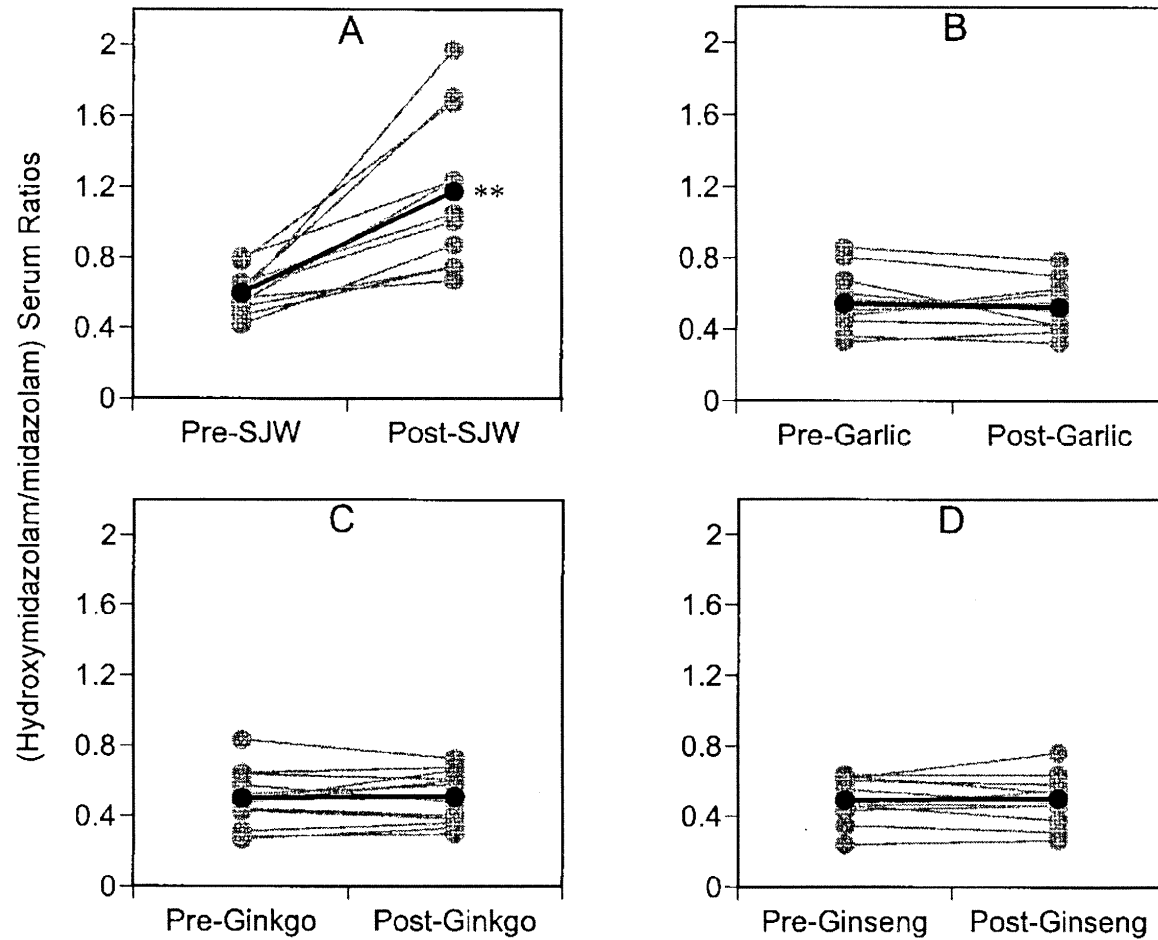 (Hydroxymidazolam/midazolam) Serum Ratios
A
2
1.6
1.2
0.8
0.4
0
**
Pre-SJW Post-SJW
B
2
1.6
1.2
0.8
0.4
0
Pre-Garlic Post-Garlic
C
2
1.6
1.2
0.8
0.4
0
Pre-Ginkgo Post-Ginkgo
D
2
1.6
1.2
0.8
0.4
0
Pre-Ginseng Post-Ginseng